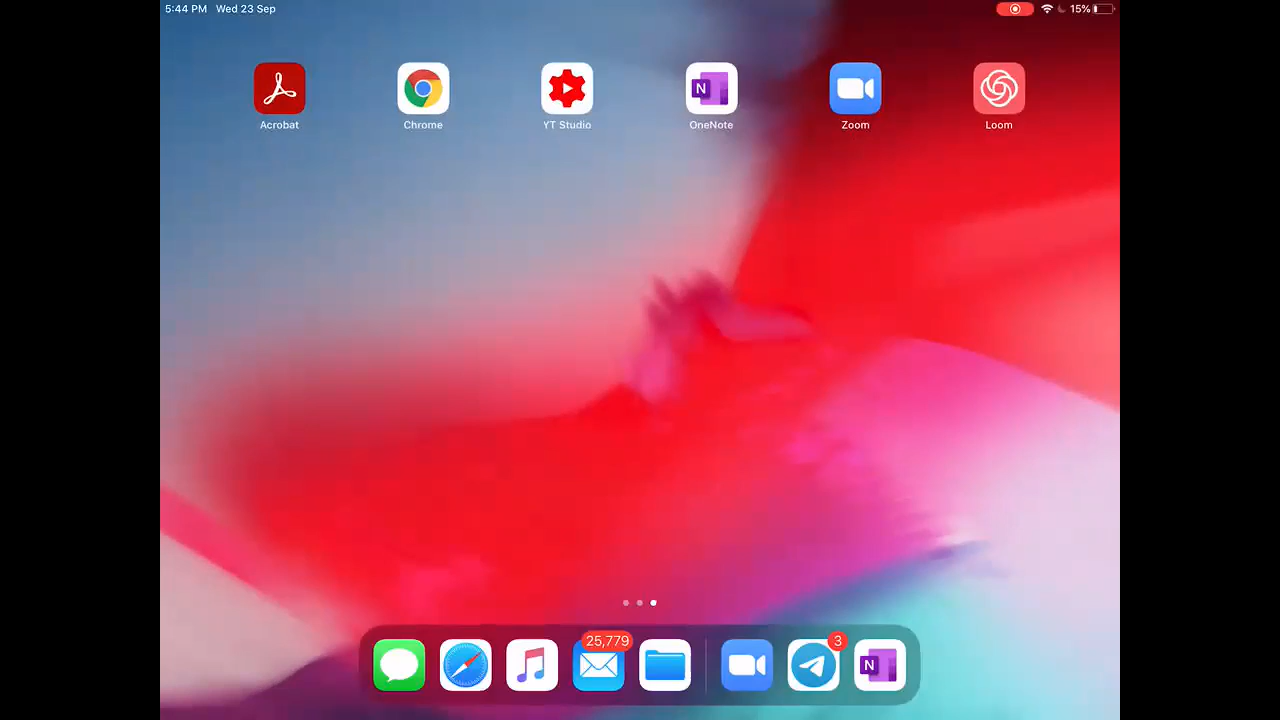 5:44 PM Wed 23 Sep
15%
Acrobat
Chrome
YT Studio
OneNote
Zoom
Loom
25,779
3
N
N